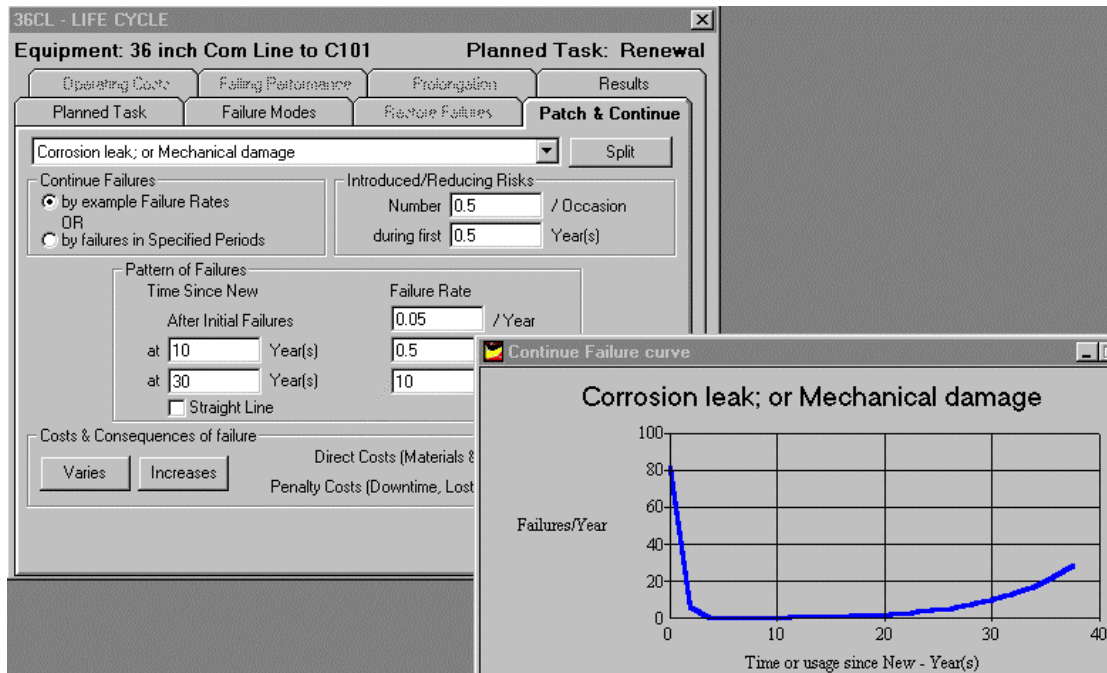 36CL - LIFE CYCLE
Equipment: 36 inch Com Line to C101 Planned Task: Renewal
Operating Costs Falling Performance Prolongation Results
Planned Task Failure Modes Restore Failures Patch & Continue
Corrosion leak; or Mechanical damage Split
Continue Failures
by example Failure Rates
OR
by failures in Specified Periods
Introduced/Reducing Risks
Number 0.5 / Occasion
during first 0.5 Year(s)
Pattern of Failures
Time Since New Failure Rate
After Initial Failures 0.05 / Year
at 10 Year(s) 0.5
at 30 Year(s) 10
Straight Line
Costs & Consequences of failure
Varies Increases
Direct Costs (Materials &
Penalty Costs (Downtime, Lost
Continue Failure curve
Corrosion leak; or Mechanical damage
100
80
60
Failures/Year
40
20
0
0 10 20 30 40
Time or usage since New - Year(s)